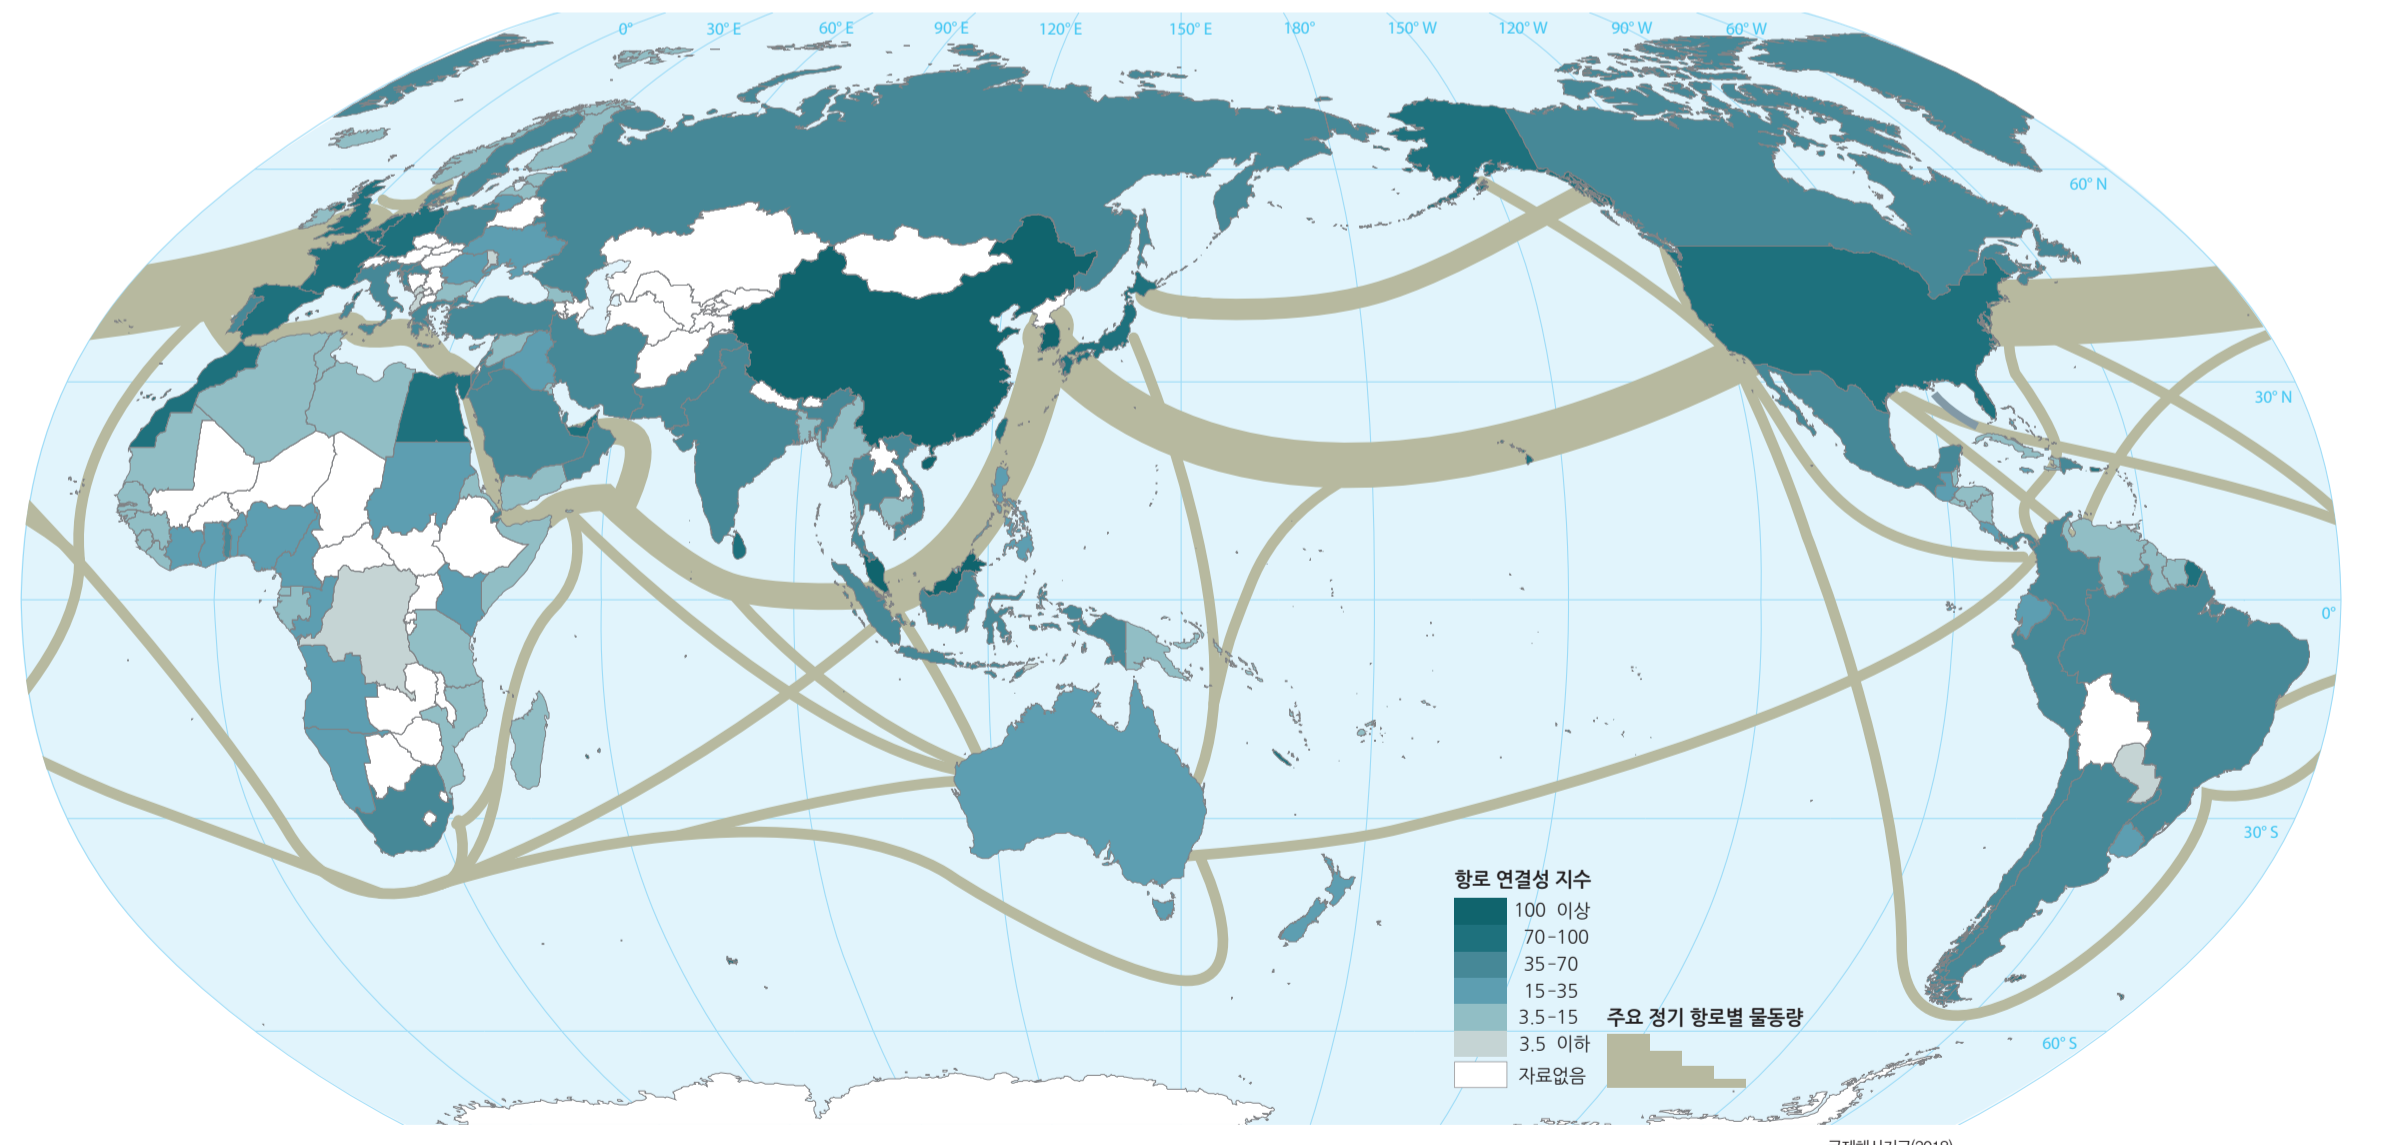 0° 30° E 60° E 90° E 120° E 150° E 180° 150° W 120° W 90° W 60° W
60° N
30° N
0°
30° S
60° S
항로 연결성 지수
100 이상
70-100
35-70
15-35
3.5-15
3.5 이하
자료없음
주요 정기 항로별 물동량